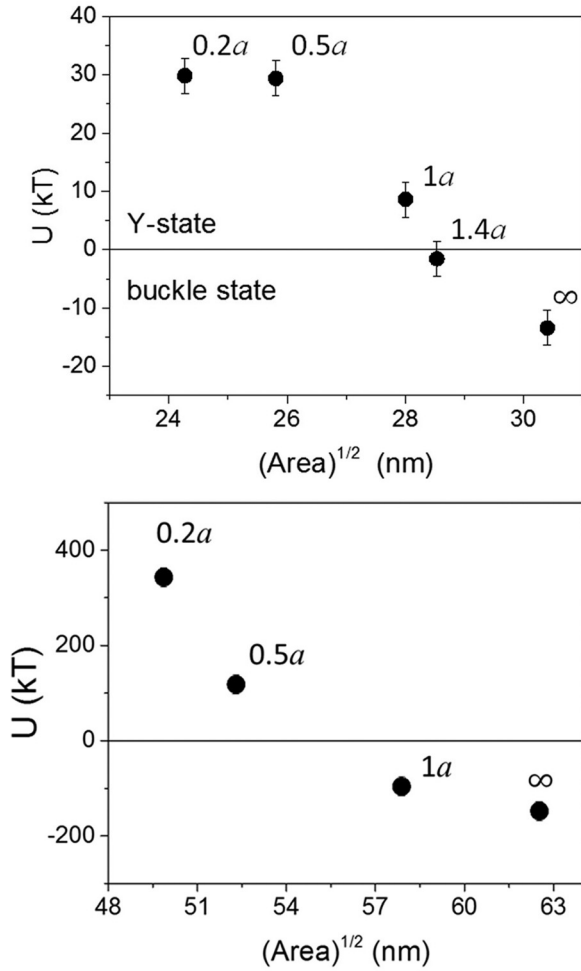 40
0.2a
0.5a
30
20
1a
10
U (kT)
Y-state
1.4a
0
buckle state
∞
-10
-20
24
26
28
30
(Area)^1/2 (nm)
0.2a
400
0.5a
200
U (kT)
0
1a
∞
-200
48
51
54
57
60
63
(Area)^1/2 (nm)